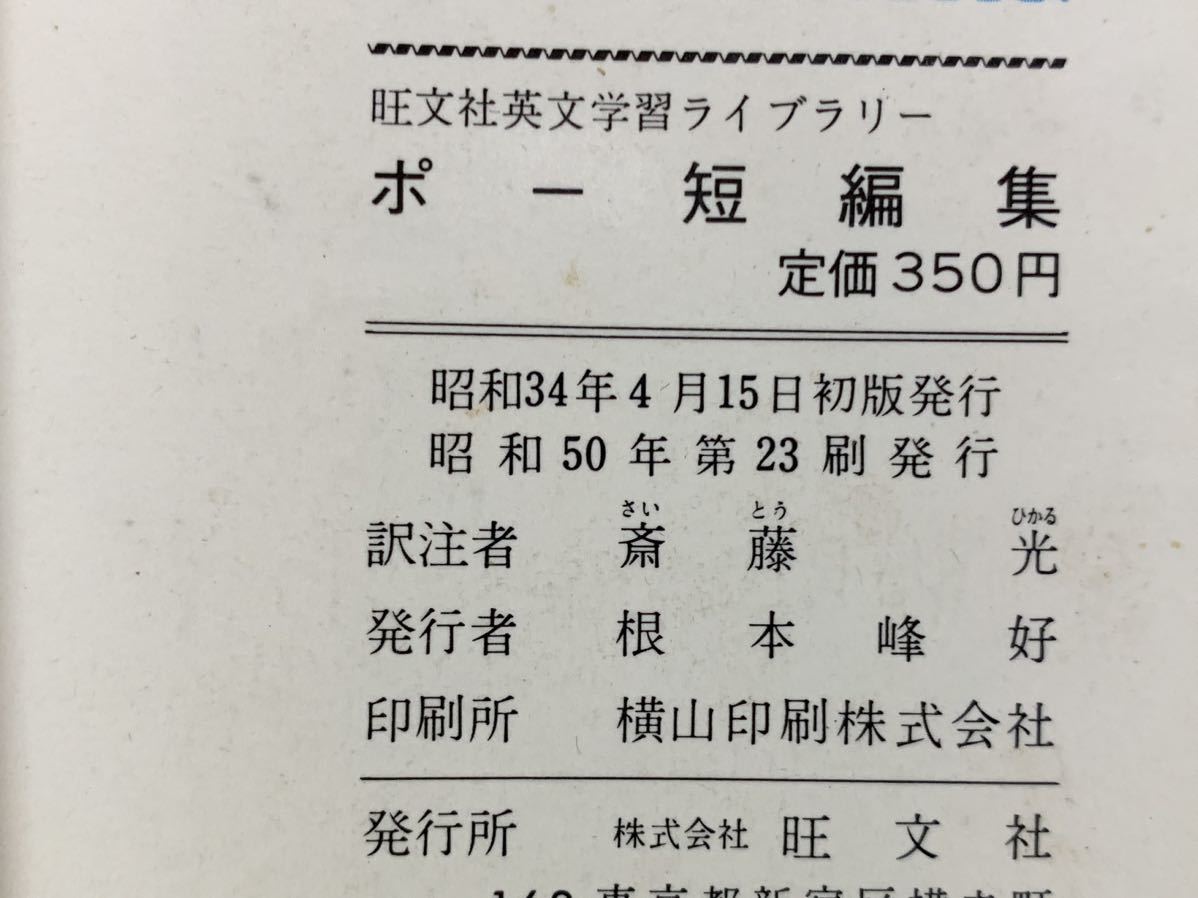 旺文社英文学習ライブラリー
ポー短編集
定価350円
昭和34年4月15日初版発行
昭和50年第23刷発行
さい とう ひかる
訳注者 斎藤 光
発行者 根本峰好
印刷所 横山印刷株式会社
発行所 株式会社 旺文社